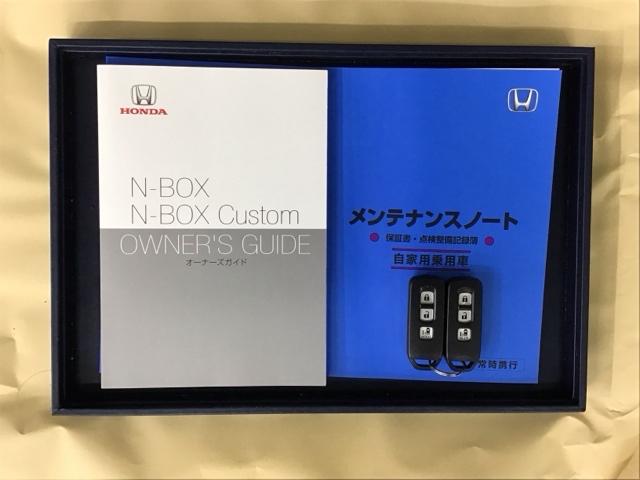 HONDA
N-BOX
N-BOX Custom
OWNER'S GUIDE
オーナーズガイド
メンテナンスノート
保証書・点検整備記録簿
自家用乗用車
常時携行